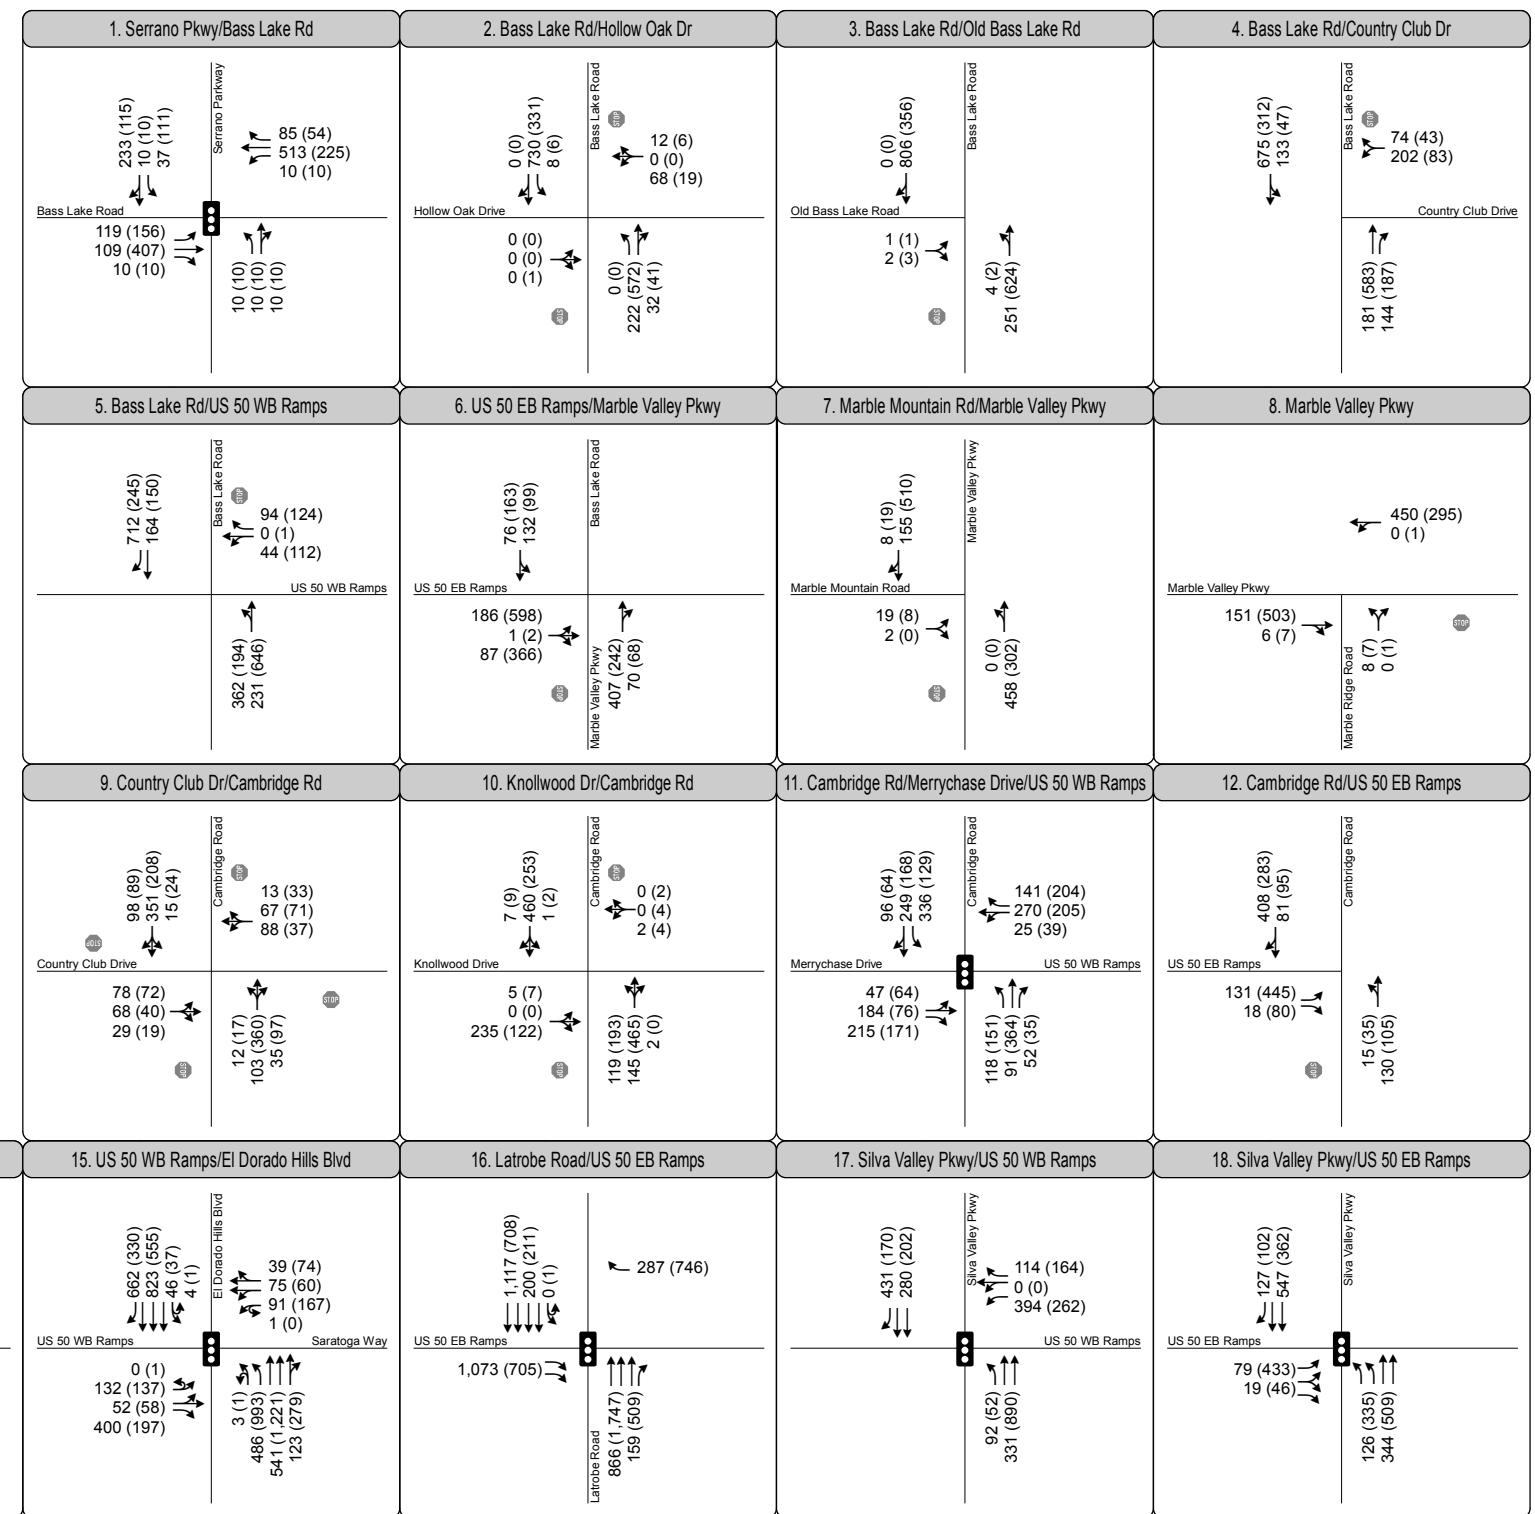 1. Serrano Pkwy/Bass Lake Rd
233 (115)
10 (10)
37 (111)
Serrano Parkway
85 (54)
513 (225)
10 (10)
Bass Lake Road
119 (156)
109 (407)
10 (10)
10 (10)
10 (10)
10 (10)
2. Bass Lake Rd/Hollow Oak Dr
0 (0)
730 (331)
8 (6)
Bass Lake Road
STOP
12 (6)
0 (0)
68 (19)
Hollow Oak Drive
0 (0)
0 (0)
0 (1)
STOP
0 (0)
222 (572)
32 (41)
3. Bass Lake Rd/Old Bass Lake Rd
0 (0)
806 (356)
Bass Lake Road
Old Bass Lake Road
1 (1)
2 (3)
STOP
4 (2)
251 (624)
4. Bass Lake Rd/Country Club Dr
675 (312)
133 (47)
Bass Lake Road
STOP
74 (43)
202 (83)
Country Club Drive
181 (583)
144 (187)
5. Bass Lake Rd/US 50 WB Ramps
712 (245)
164 (150)
Bass Lake Road
STOP
94 (124)
0 (1)
44 (112)
US 50 WB Ramps
362 (194)
231 (646)
6. US 50 EB Ramps/Marble Valley Pkwy
76 (163)
132 (99)
Bass Lake Road
US 50 EB Ramps
186 (598)
1 (2)
87 (366)
STOP
Marble Valley Pkwy
407 (242)
70 (68)
7. Marble Mountain Rd/Marble Valley Pkwy
8 (19)
155 (510)
Marble Valley Pkwy
Marble Mountain Road
19 (8)
2 (0)
STOP
0 (0)
458 (302)
8. Marble Valley Pkwy
450 (295)
0 (1)
Marble Valley Pkwy
151 (503)
6 (7)
Marble Ridge Road
8 (7)
0 (1)
STOP
9. Country Club Dr/Cambridge Rd
98 (89)
351 (208)
15 (24)
Cambridge Road
STOP
13 (33)
67 (71)
88 (37)
STOP
Country Club Drive
78 (72)
68 (40)
29 (19)
STOP
12 (17)
103 (360)
35 (97)
STOP
10. Knollwood Dr/Cambridge Rd
7 (9)
460 (253)
1 (2)
Cambridge Road
STOP
0 (2)
0 (4)
2 (4)
Knollwood Drive
5 (7)
0 (0)
235 (122)
STOP
119 (193)
145 (465)
2 (0)
11. Cambridge Rd/Merrychase Drive/US 50 WB Ramps
96 (64)
249 (168)
336 (129)
Cambridge Road
141 (204)
270 (205)
25 (39)
Merrychase Drive
US 50 WB Ramps
47 (64)
184 (76)
215 (171)
118 (151)
91 (364)
52 (35)
12. Cambridge Rd/US 50 EB Ramps
408 (283)
81 (95)
Cambridge Road
US 50 EB Ramps
131 (445)
18 (80)
STOP
15 (35)
130 (105)
15. US 50 WB Ramps/El Dorado Hills Blvd
662 (330)
823 (555)
46 (37)
4 (1)
El Dorado Hills Blvd
39 (74)
75 (60)
91 (167)
1 (0)
US 50 WB Ramps
Saratoga Way
0 (1)
132 (137)
52 (58)
400 (197)
3 (1)
486 (993)
541 (1,221)
123 (279)
16. Latrobe Road/US 50 EB Ramps
1,117 (708)
200 (211)
0 (1)
287 (746)
US 50 EB Ramps
1,073 (705)
Latrobe Road
866 (1,747)
159 (509)
17. Silva Valley Pkwy/US 50 WB Ramps
431 (170)
280 (202)
Silva Valley Pkwy
114 (164)
0 (0)
394 (262)
US 50 WB Ramps
92 (52)
331 (890)
18. Silva Valley Pkwy/US 50 EB Ramps
127 (102)
547 (362)
Silva Valley Pkwy
US 50 EB Ramps
79 (433)
19 (46)
126 (335)
344 (509)